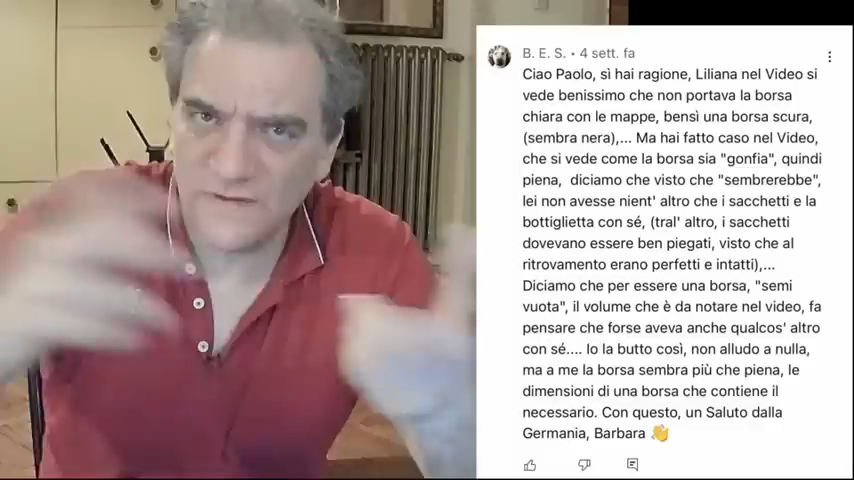 B. E. S. • 4 sett. fa
Ciao Paolo, sì hai ragione, Liliana nel Video si
vede benissimo che non portava la borsa
chiara con le mappe, bensì una borsa scura,
(sembra nera),... Ma hai fatto caso nel Video,
che si vede come la borsa sia "gonfia", quindi
piena,  diciamo che visto che "sembrerebbe",
lei non avesse nient' altro che i sacchetti e la
bottiglietta con sé, (tral' altro, i sacchetti
dovevano essere ben piegati, visto che al
ritrovamento erano perfetti e intatti),...
Diciamo che per essere una borsa, "semi
vuota", il volume che è da notare nel video, fa
pensare che forse aveva anche qualcos' altro
con sé.... Io la butto così, non alludo a nulla,
ma a me la borsa sembra più che piena, le
dimensioni di una borsa che contiene il
necessario. Con questo, un Saluto dalla
Germania, Barbara 👋